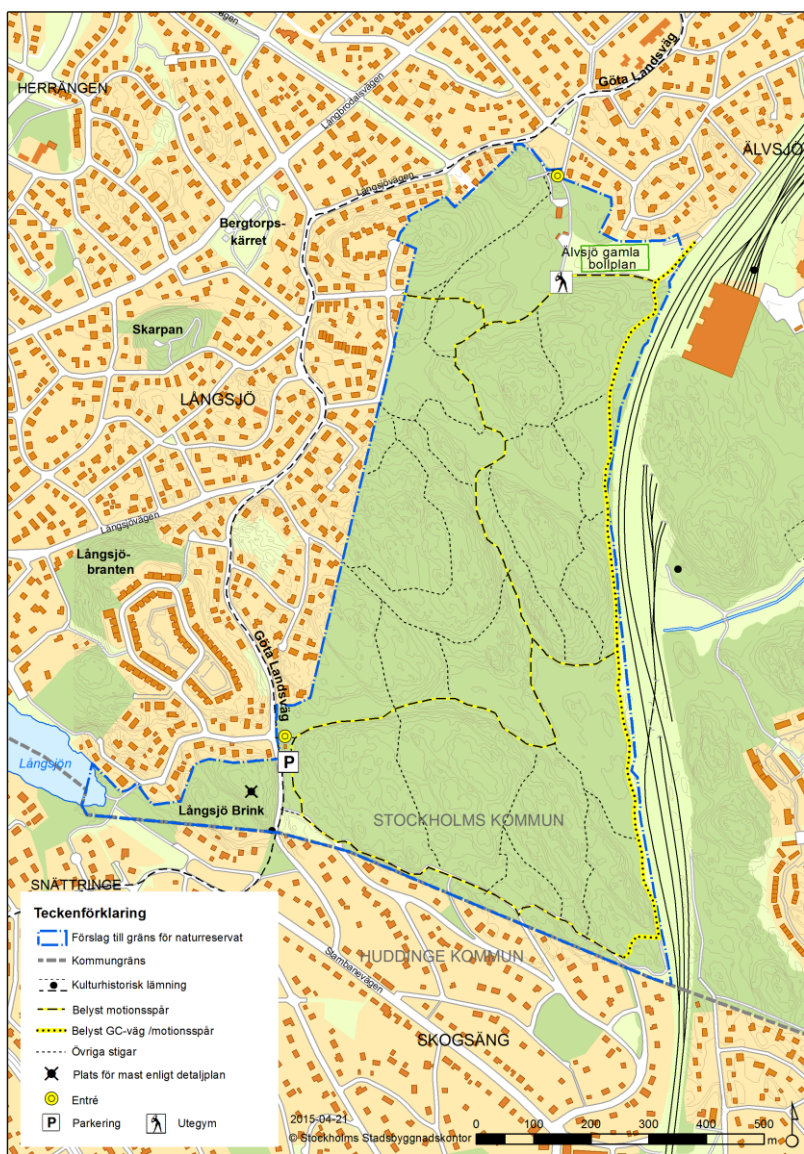 Göta Landsväg
HERRÄNGEN
Långbrodalsvägen
ÄLVSJÖ
Långsjövägen
Bergtorps-
kärret
Älvsjö gamla
bollplan
Skarpan
LÅNGSJÖ
Långsjövägen
Långsjö-
branten
Göta Landsväg
Långsjön
P
Långsjö Brink
STOCKHOLMS KOMMUN
SNÄTTRINGE
HUDDINGE KOMMUN
Stambanevägen
SKOGSÄNG
Teckenförklaring
Förslag till gräns för naturreservat
Kommungräns
Kulturhistorisk lämning
Belyst motionsspår
Belyst GC-väg /motionsspår
Övriga stigar
Plats för mast enligt detaljplan
Entré
P Parkering Utegym
2015-04-21
© Stockholms Stadsbyggnadskontor
0 100 200 300 400 500
m